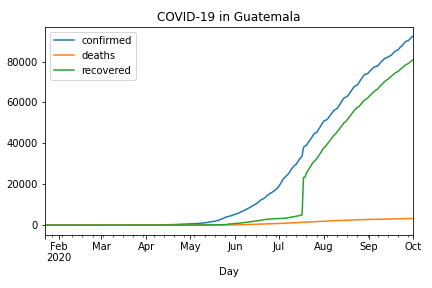 COVID-19 in Guatemala
confirmed
deaths
recovered
80000
60000
40000
20000
0
Feb Mar Apr May Jun Jul Aug Sep Oct
2020
Day